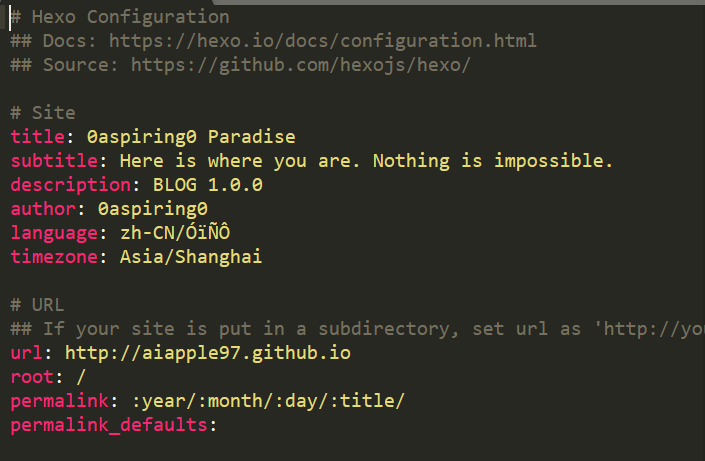 # Hexo Configuration
## Docs: https://hexo.io/docs/configuration.html
## Source: https://github.com/hexojs/hexo/
# Site
title: 0aspiring0 Paradise
subtitle: Here is where you are. Nothing is impossible.
description: BLOG 1.0.0
author: 0aspiring0
language: zh-CN/ÓïÑÔ
timezone: Asia/Shanghai
# URL
## If your site is put in a subdirectory, set url as 'http://you
url: http://aiapple97.github.io
root: /
permalink: :year/:month/:day/:title/
permalink_defaults: